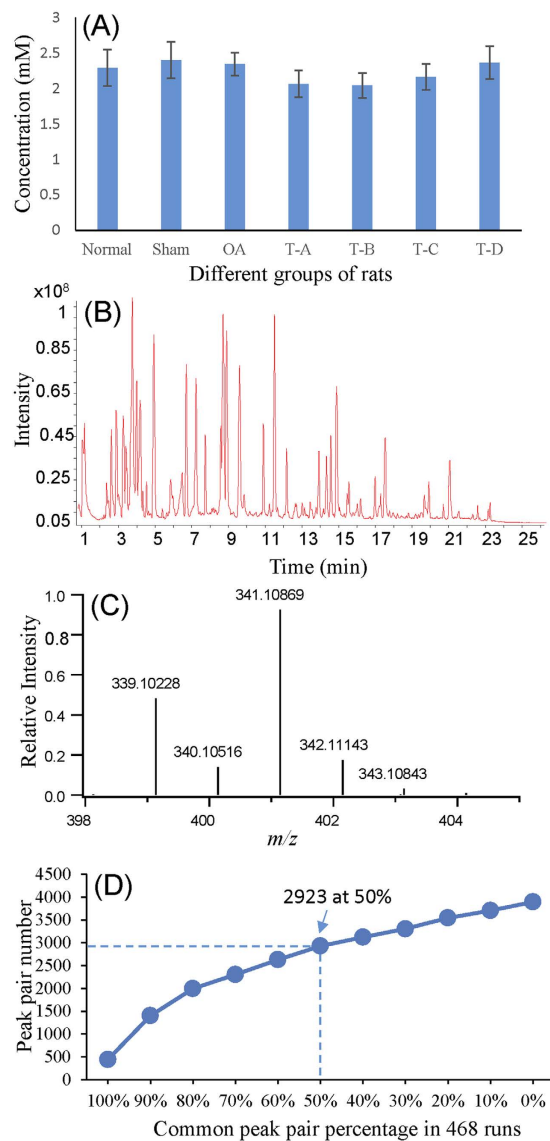 (A)
Concentration (mM)
3
2.5
2
1.5
1
0.5
0
Normal Sham OA T-A T-B T-C T-D
Different groups of rats
(B)
x10⁸
Intensity
1
0.85
0.65
0.45
0.25
0.05
1 3 5 7 9 11 13 15 17 19 21 23 25
Time (min)
(C)
Relative Intensity
1.0
0.8
0.6
0.4
0.2
0.0
341.10869
339.10228
340.10516
342.11143
343.10843
398 400 402 404
m/z
(D)
Peak pair number
4500
4000
3500
3000
2500
2000
1500
1000
500
0
2923 at 50%
100% 90% 80% 70% 60% 50% 40% 30% 20% 10% 0%
Common peak pair percentage in 468 runs